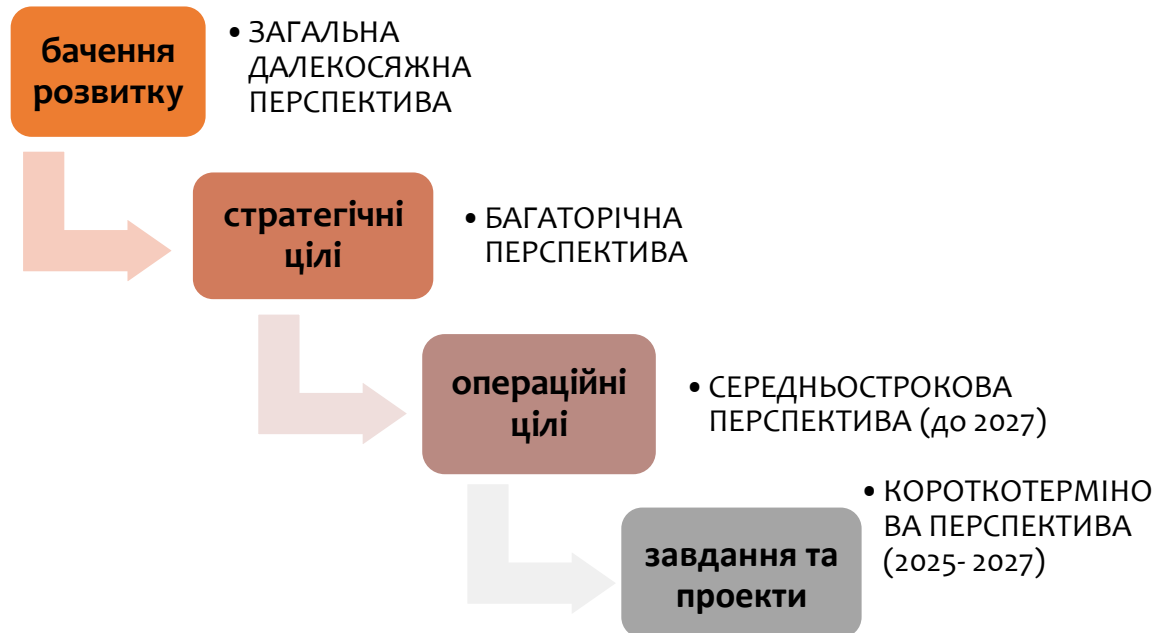 бачення
розвитку
• ЗАГАЛЬНА
ДАЛЕКОСЯЖНА
ПЕРСПЕКТИВА
стратегічні
цілі
• БАГАТОРІЧНА
ПЕРСПЕКТИВА
операційні
цілі
• СЕРЕДНЬОСТРОКОВА
ПЕРСПЕКТИВА (до 2027)
завдання та
проекти
• КОРОТКОТЕРМІНО
ВА ПЕРСПЕКТИВА
(2025- 2027)